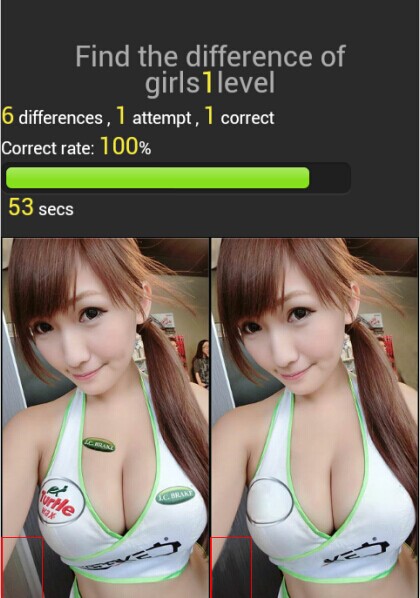 Find the difference of
girls1level
6 differences , 1 attempt , 1 correct
Correct rate: 100%
53 secs
J.C. BRAKE
Turtle
WAX
J.C. BRAKE